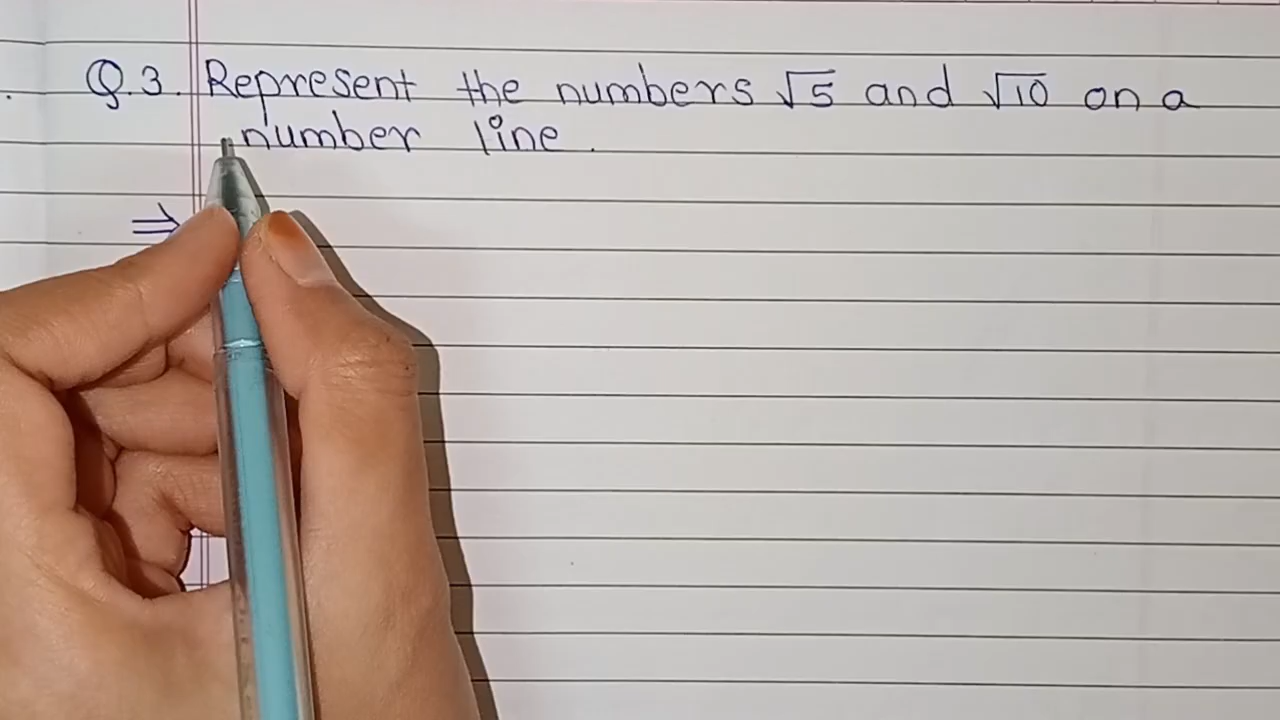 Q.3. Represent the numbers √5 and √10 on a
number line.
⇒